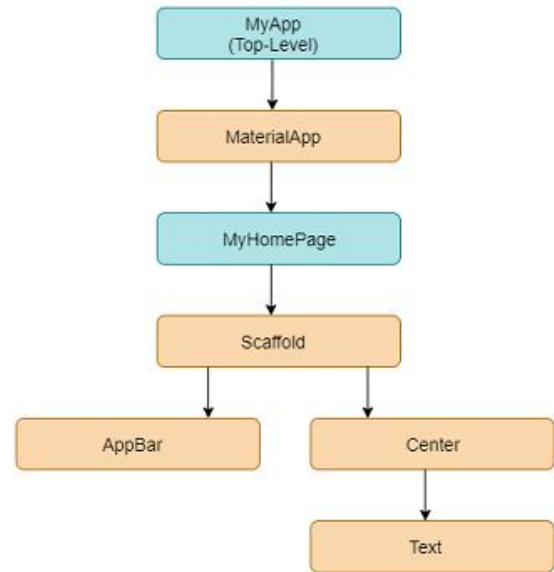 MyApp
(Top-Level)
MaterialApp
MyHomePage
Scaffold
AppBar
Center
Text